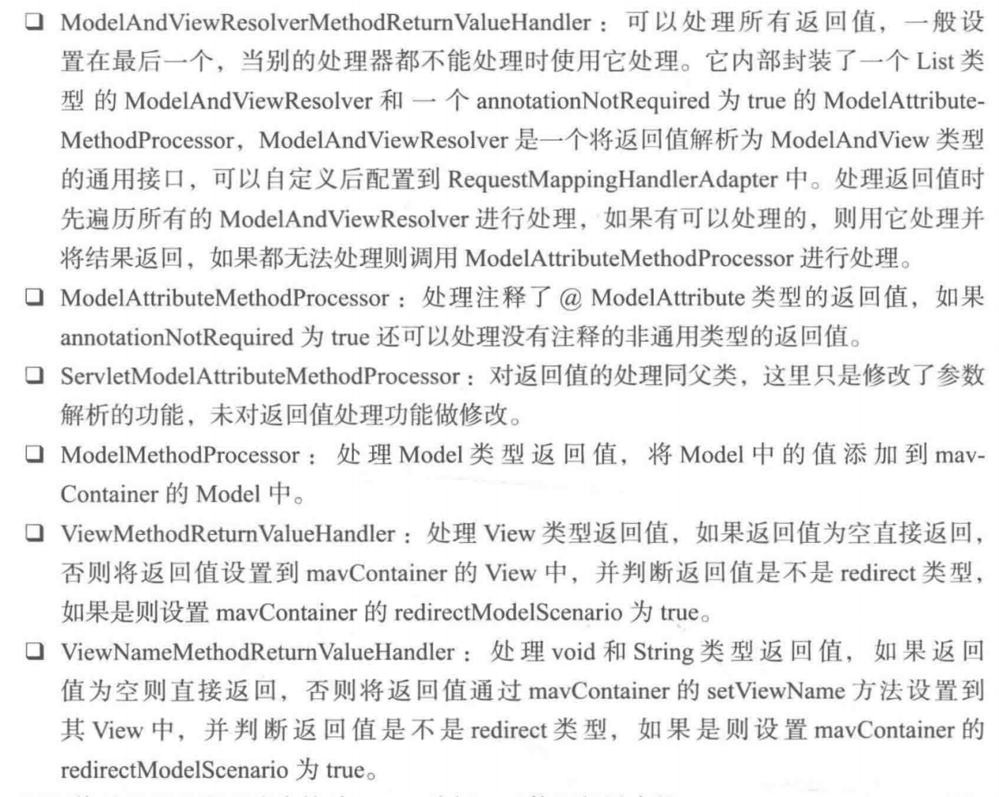 ❏ ModelAndViewResolverMethodReturnValueHandler：可以处理所有返回值，一般设
置在最后一个，当别的处理器都不能处理时使用它处理。它内部封装了一个 List 类
型的 ModelAndViewResolver 和一个 annotationNotRequired 为 true 的 ModelAttribute-
MethodProcessor，ModelAndViewResolver 是一个将返回值解析为 ModelAndView 类型
的通用接口，可以自定义后配置到 RequestMappingHandlerAdapter 中。处理返回值时
先遍历所有的 ModelAndViewResolver 进行处理，如果有可以处理的，则用它处理并
将结果返回，如果都无法处理则调用 ModelAttributeMethodProcessor 进行处理。
❏ ModelAttributeMethodProcessor：处理注释了 @ ModelAttribute 类型的返回值，如果
annotationNotRequired 为 true 还可以处理没有注释的非通用类型的返回值。
❏ ServletModelAttributeMethodProcessor：对返回值的处理同父类，这里只是修改了参数
解析的功能，未对返回值处理功能做修改。
❏ ModelMethodProcessor：处理 Model 类型返回值，将 Model 中的值添加到 mav-
Container 的 Model 中。
❏ ViewMethodReturnValueHandler：处理 View 类型返回值，如果返回值为空直接返回，
否则将返回值设置到 mavContainer 的 View 中，并判断返回值是不是 redirect 类型，
如果是则设置 mavContainer 的 redirectModelScenario 为 true。
❏ ViewNameMethodReturnValueHandler：处理 void 和 String 类型返回值，如果返回
值为空则直接返回，否则将返回值通过 mavContainer 的 setViewName 方法设置到
其 View 中，并判断返回值是不是 redirect 类型，如果是则设置 mavContainer 的
redirectModelScenario 为 true。